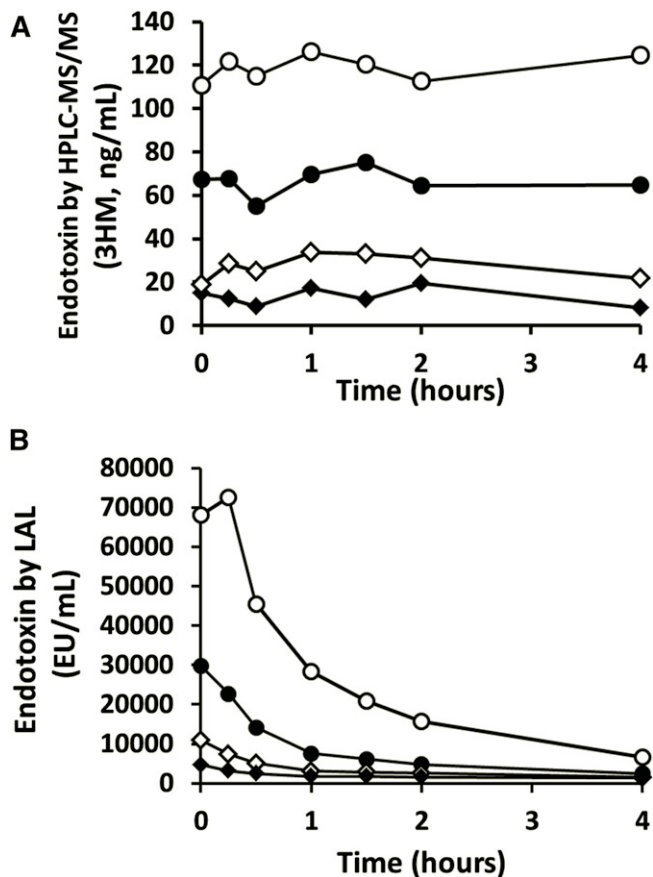 A
Endotoxin by HPLC-MS/MS
(3HM, ng/mL)
140
120
100
80
60
40
20
0
0 1 2 3 4
Time (hours)
B
Endotoxin by LAL
(EU/mL)
80000
70000
60000
50000
40000
30000
20000
10000
0
0 1 2 3 4
Time (hours)